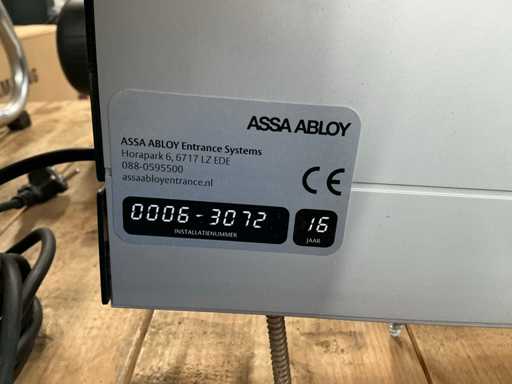 ASSA ABLOY
ASSA ABLOY Entrance Systems
Horapark 6, 6717 LZ EDE
088-0595500
assaabloyentrance.nl
CE
0006-3072
INSTALLATIENUMMER
16
JAAR